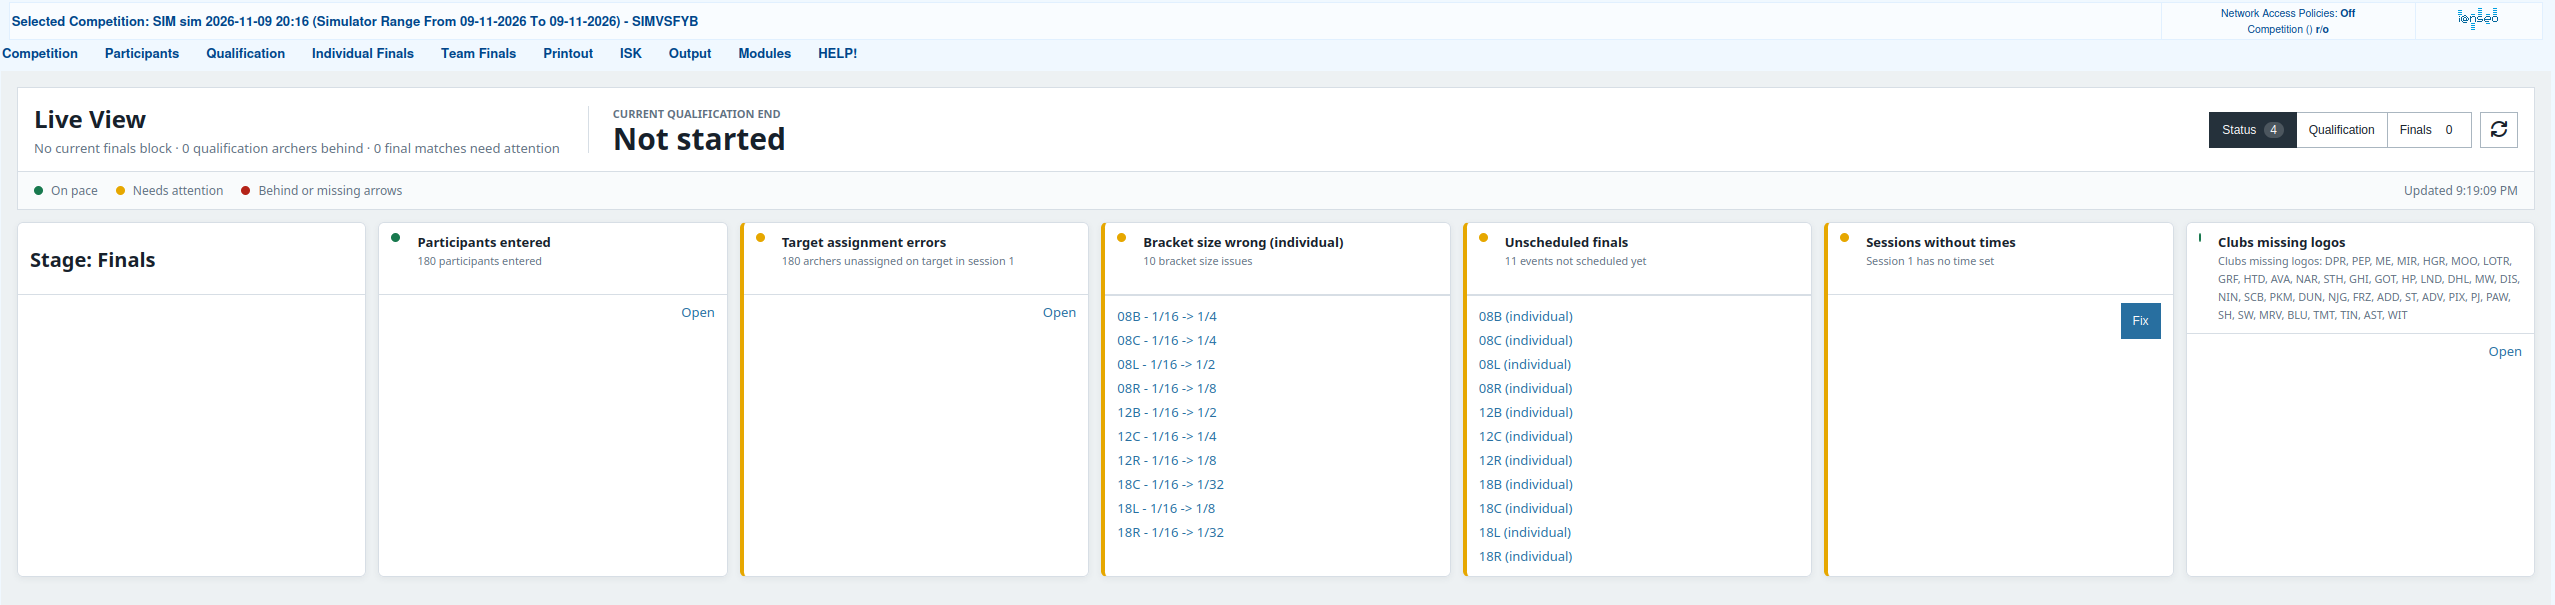 Selected Competition: SIM sim 2026-11-09 20:16 (Simulator Range From 09-11-2026 To 09-11-2026) - SIMVSFYB
Network Access Policies: Off
Competition () r/o
ianseo
Competition Participants Qualification Individual Finals Team Finals Printout ISK Output Modules HELP!
Live View
No current finals block · 0 qualification archers behind · 0 final matches need attention
CURRENT QUALIFICATION END
Not started
Status 4 Qualification Finals 0
On pace Needs attention Behind or missing arrows
Updated 9:19:09 PM
Stage: Finals
Participants entered
180 participants entered
Open
Target assignment errors
180 archers unassigned on target in session 1
Open
Bracket size wrong (individual)
10 bracket size issues
08B - 1/16 -> 1/4
08C - 1/16 -> 1/4
08L - 1/16 -> 1/2
08R - 1/16 -> 1/8
12B - 1/16 -> 1/2
12C - 1/16 -> 1/4
12R - 1/16 -> 1/8
18C - 1/16 -> 1/32
18L - 1/16 -> 1/8
18R - 1/16 -> 1/32
Unscheduled finals
11 events not scheduled yet
08B (individual)
08C (individual)
08L (individual)
08R (individual)
12B (individual)
12C (individual)
12R (individual)
18B (individual)
18C (individual)
18L (individual)
18R (individual)
Sessions without times
Session 1 has no time set
Fix
Clubs missing logos
Clubs missing logos: DPR, PEP, ME, MIR, HGR, MOO, LOTR,
GRF, HTD, AVA, NAR, STH, GHI, GOT, HP, LND, DHL, MW, DIS,
NIN, SCB, PKM, DUN, NJG, FRZ, ADD, ST, ADV, PIX, PJ, PAW,
SH, SW, MRV, BLU, TMT, TIN, AST, WIT
Open